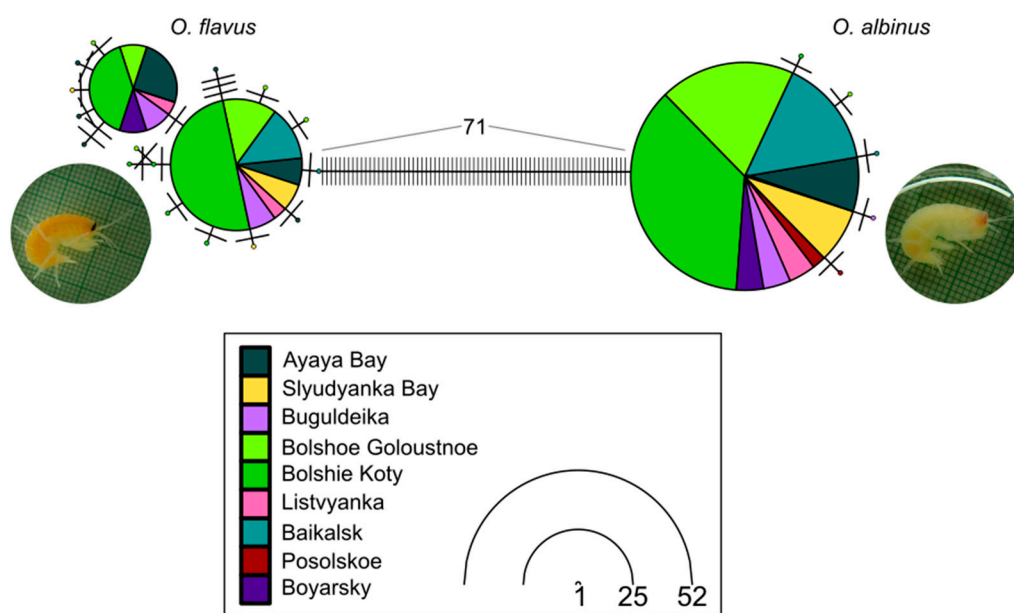 O. flavus
O. albinus
71
Ayaya Bay
Slyudyanka Bay
Buguldeika
Bolshoe Goloustnoe
Bolshie Koty
Listvyanka
Baikalsk
Posolskoe
Boyarsky
1 25 52